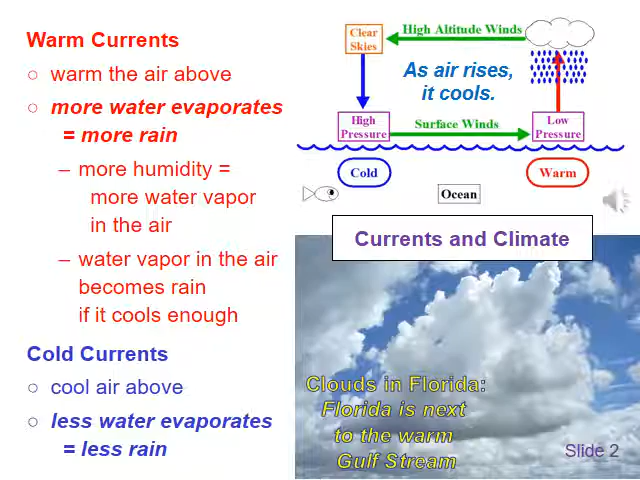 Warm Currents
○ warm the air above
○ more water evaporates
= more rain
– more humidity =
more water vapor
in the air
– water vapor in the air
becomes rain
if it cools enough
Cold Currents
○ cool air above
○ less water evaporates
= less rain
Clear
Skies
High Altitude Winds
As air rises,
it cools.
High
Pressure
Surface Winds
Low
Pressure
Cold
Warm
Ocean
Currents and Climate
Clouds in Florida:
Florida is next
to the warm
Gulf Stream
Slide 2